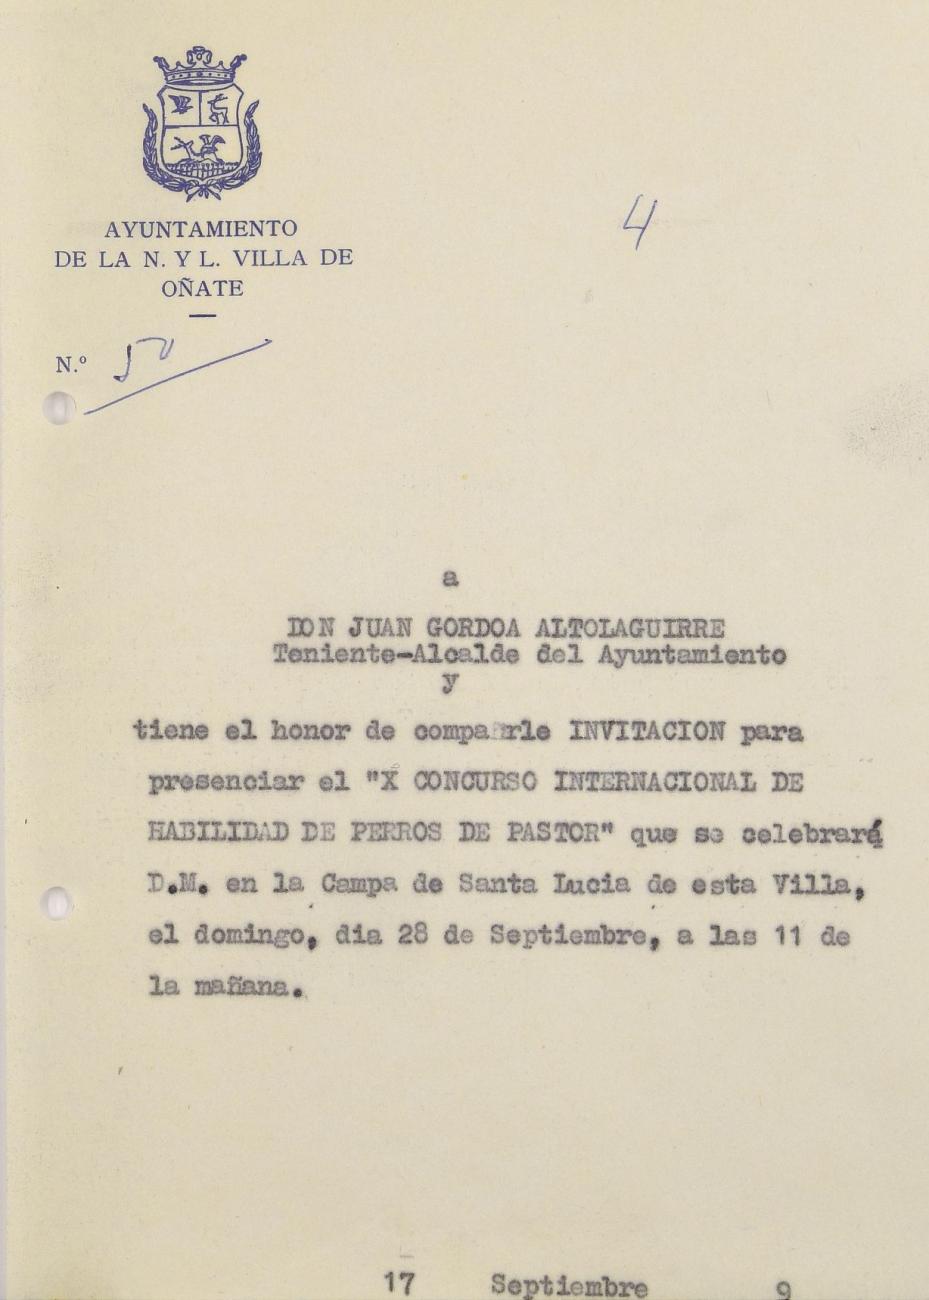 AYUNTAMIENTO
DE LA N. Y L. VILLA DE
OÑATE
4
N.º 50
a
DON JUAN GORDOA ALTOLAGUIRRE
Teniente-Alcalde del Ayuntamiento
y
tiene el honor de comparle INVITACION para
presenciar el "X CONCURSO INTERNACIONAL DE
HABILIDAD DE PERROS DE PASTOR" que se celebrará
D.M. en la Campa de Santa Lucia de esta Villa,
el domingo, dia 28 de Septiembre, a las 11 de
la mañana.
17 Septiembre 9